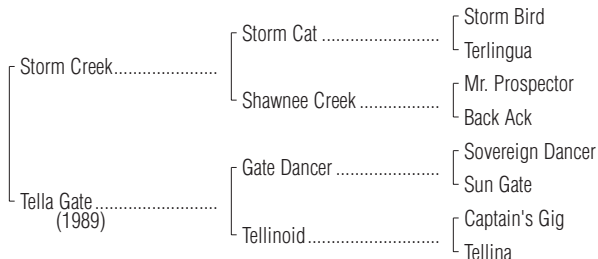 Storm Bird
Storm Cat ........................
Terlingua
Storm Creek.....................
Mr. Prospector
Shawnee Creek ................
Back Ack
Sovereign Dancer
Gate Dancer .....................
Sun Gate
Tella Gate .........................
(1989)
Captain's Gig
Tellinoid...........................
Tellina